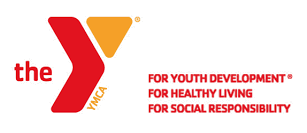 the
YMCA
®
FOR YOUTH DEVELOPMENT®
FOR HEALTHY LIVING
FOR SOCIAL RESPONSIBILITY